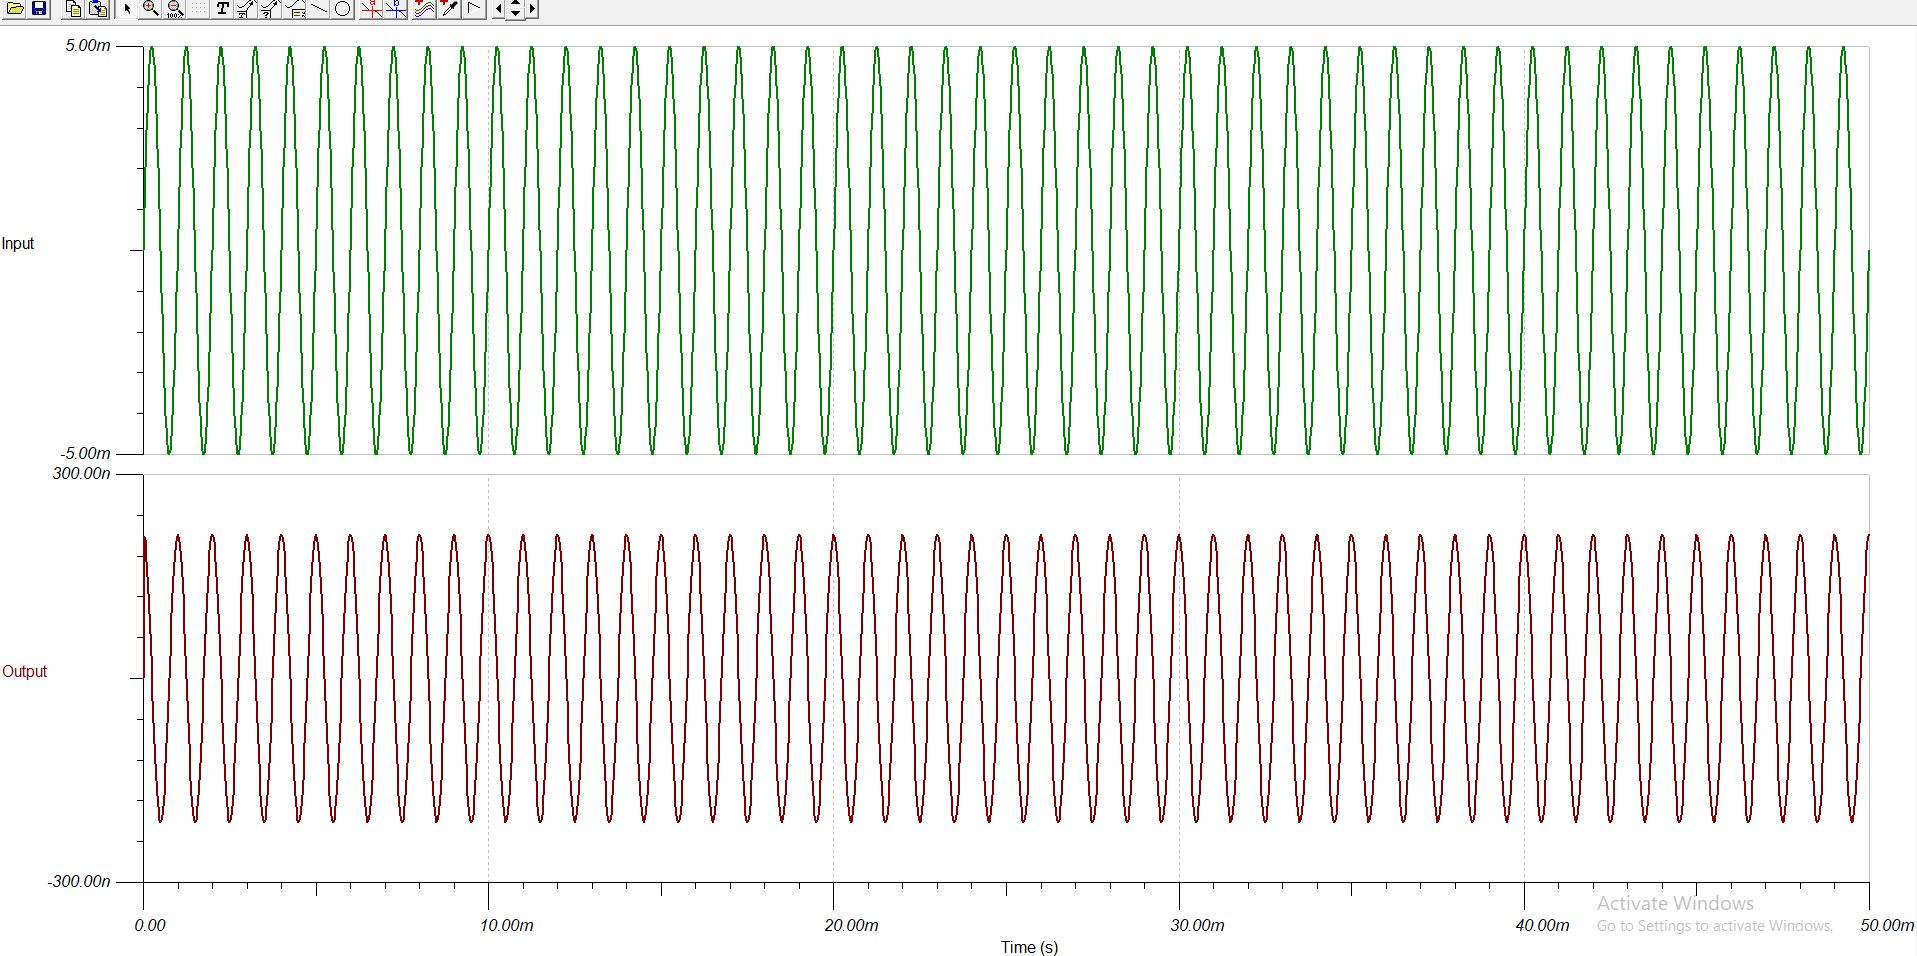 T
100%
a
b
5.00m
Input
-5.00m
300.00n
Output
-300.00n
0.00 10.00m 20.00m 30.00m 40.00m 50.00m
Time (s)
Activate Windows
Go to Settings to activate Windows.